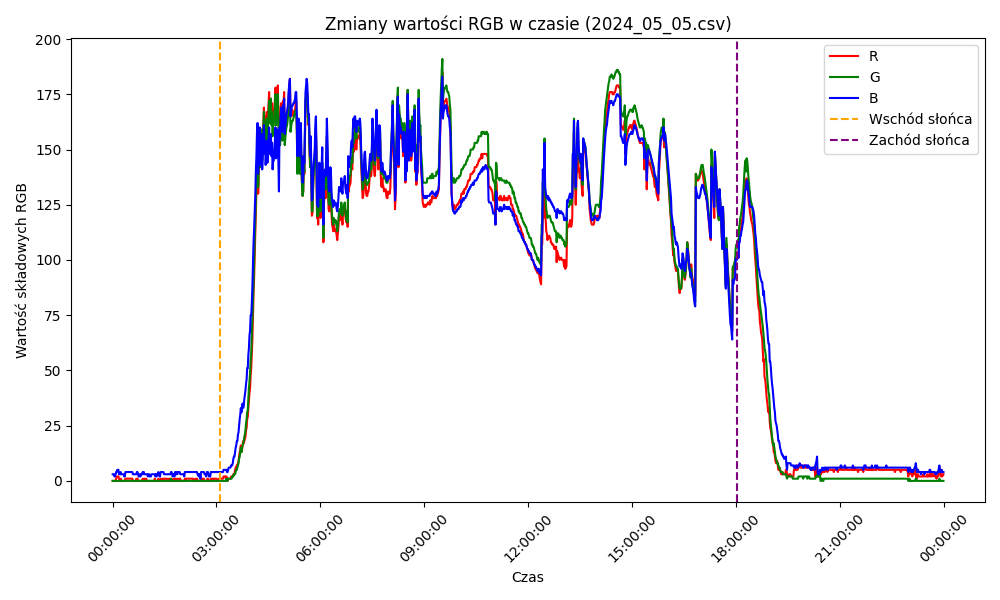 Zmiany wartości RGB w czasie (2024_05_05.csv)
Wartość składowych RGB
200
175
150
125
100
75
50
25
0
R
G
B
Wschód słońca
Zachód słońca
00:00:00
03:00:00
06:00:00
09:00:00
12:00:00
15:00:00
18:00:00
21:00:00
00:00:00
Czas